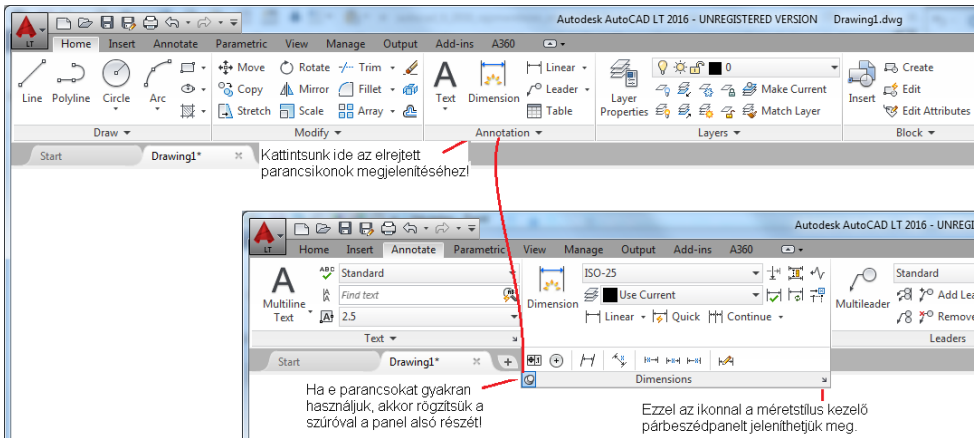 Autodesk AutoCAD LT 2016 - UNREGISTERED VERSION Drawing1.dwg
LT Home Insert Annotate Parametric View Manage Output Add-ins A360
Move Rotate Trim Linear 0 Create
Copy Mirror Fillet Leader Make Current Edit
Line Polyline Circle Arc Text Dimension Layer Insert
Stretch Scale Array Table Properties Match Layer Edit Attributes
Draw Modify Annotation Layers Block
Start Drawing1*
Kattintsunk ide az elrejtett
parancsikonok megjelenítéséhez!
Autodesk AutoCAD LT 2016 - UNREGI
LT Home Insert Annotate Parametric View Manage Output Add-ins A360
A ABC Standard ISO-25 Standard
Multiline Find text Dimension Use Current Multileader Add Lea
Text 2.5 Linear Quick Continue Remove
Text Leaders
Start Drawing1*
Dimensions
Ha e parancsokat gyakran
használjuk, akkor rögzítsük a
szúróval a panel alsó részét!
Ezzel az ikonnal a méretstílus kezelő
párbeszédpanelt jeleníthetjük meg.